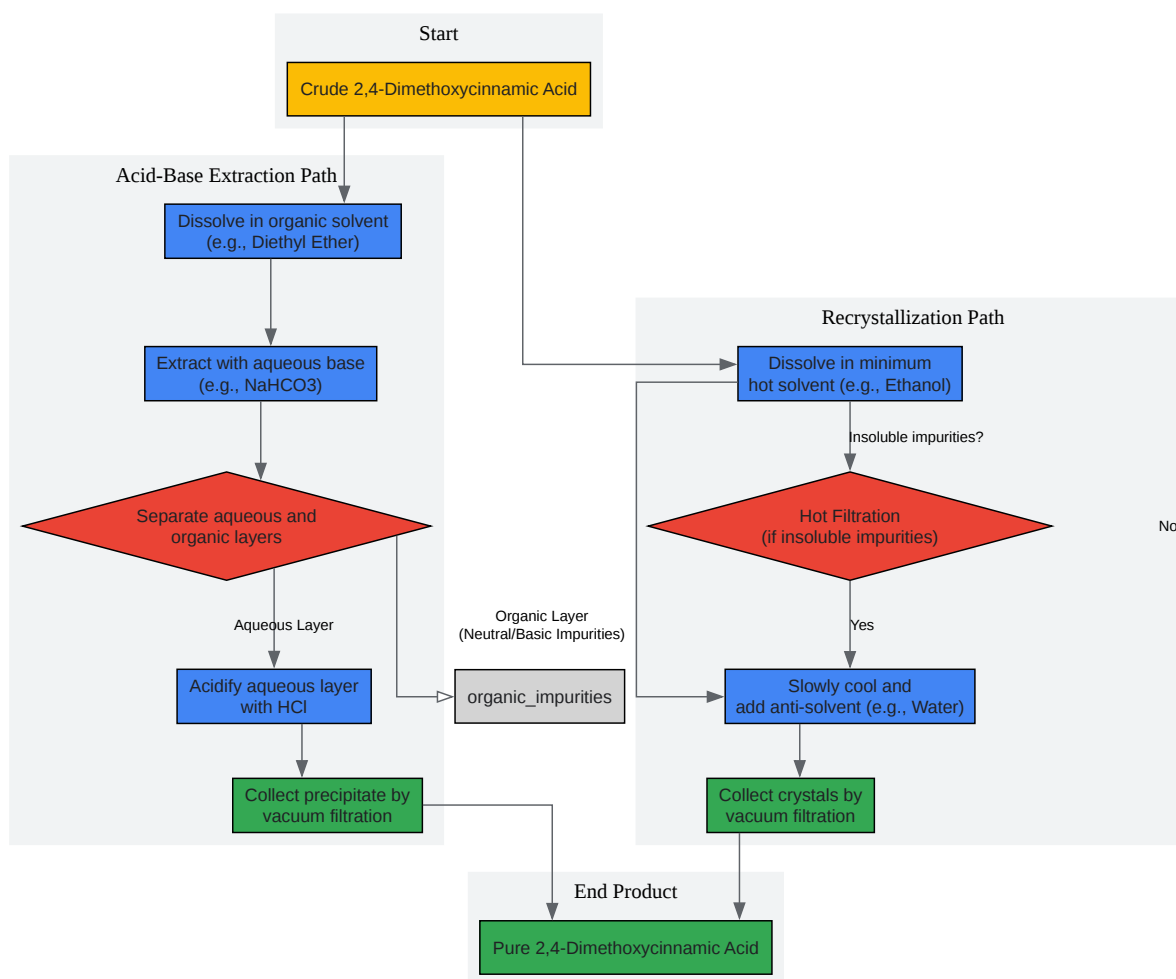 Start
Crude 2,4-Dimethoxycinnamic Acid
Acid-Base Extraction Path
Dissolve in organic solvent
(e.g., Diethyl Ether)
Extract with aqueous base
(e.g., NaHCO3)
Separate aqueous and
organic layers
Aqueous Layer
Organic Layer
(Neutral/Basic Impurities)
Acidify aqueous layer
with HCl
organic_impurities
Collect precipitate by
vacuum filtration
Recrystallization Path
Dissolve in minimum
hot solvent (e.g., Ethanol)
Insoluble impurities?
Hot Filtration
(if insoluble impurities)
No
Yes
Slowly cool and
add anti-solvent (e.g., Water)
Collect crystals by
vacuum filtration
End Product
Pure 2,4-Dimethoxycinnamic Acid